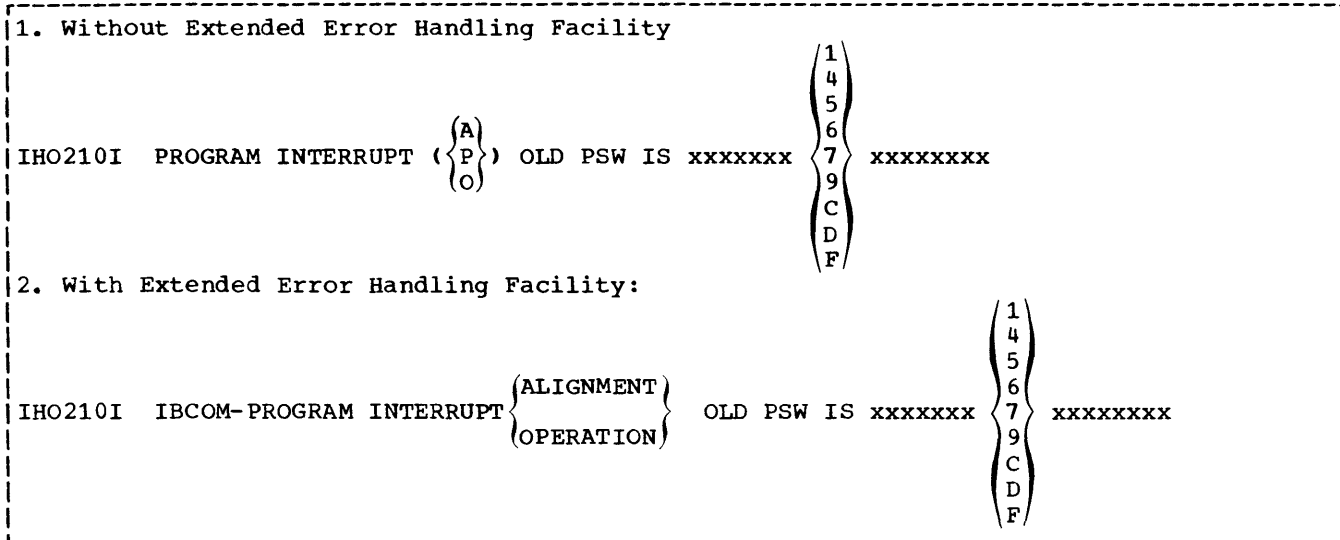 1. Without Extended Error Handling Facility
1
4
5
A 6
IHO210I PROGRAM INTERRUPT ({P}) OLD PSW IS xxxxxxx {7} xxxxxxxx
O 9
C
D
F
2. With Extended Error Handling Facility:
1
4
5
ALIGNMENT 6
IHO210I IBCOM-PROGRAM INTERRUPT{ } OLD PSW IS xxxxxxx {7} xxxxxxxx
OPERATION 9
C
D
F